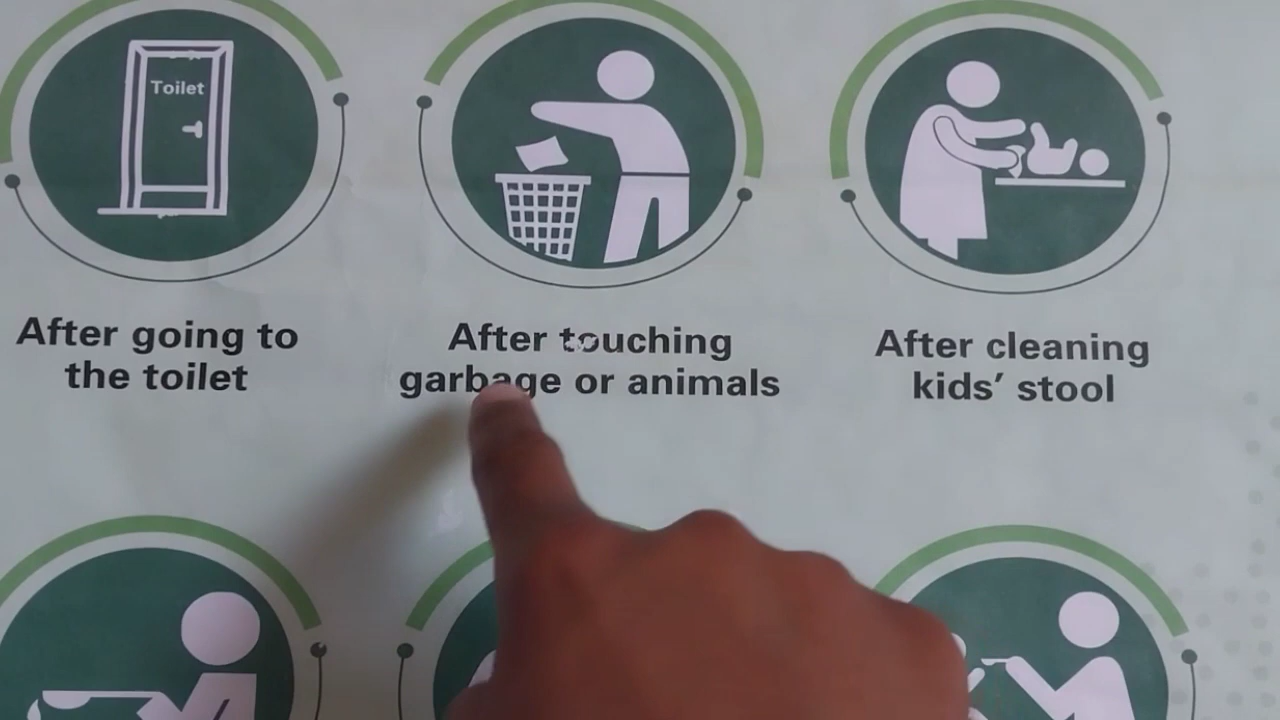 Toilet
After going to
the toilet
After touching
garbage or animals
After cleaning
kids' stool